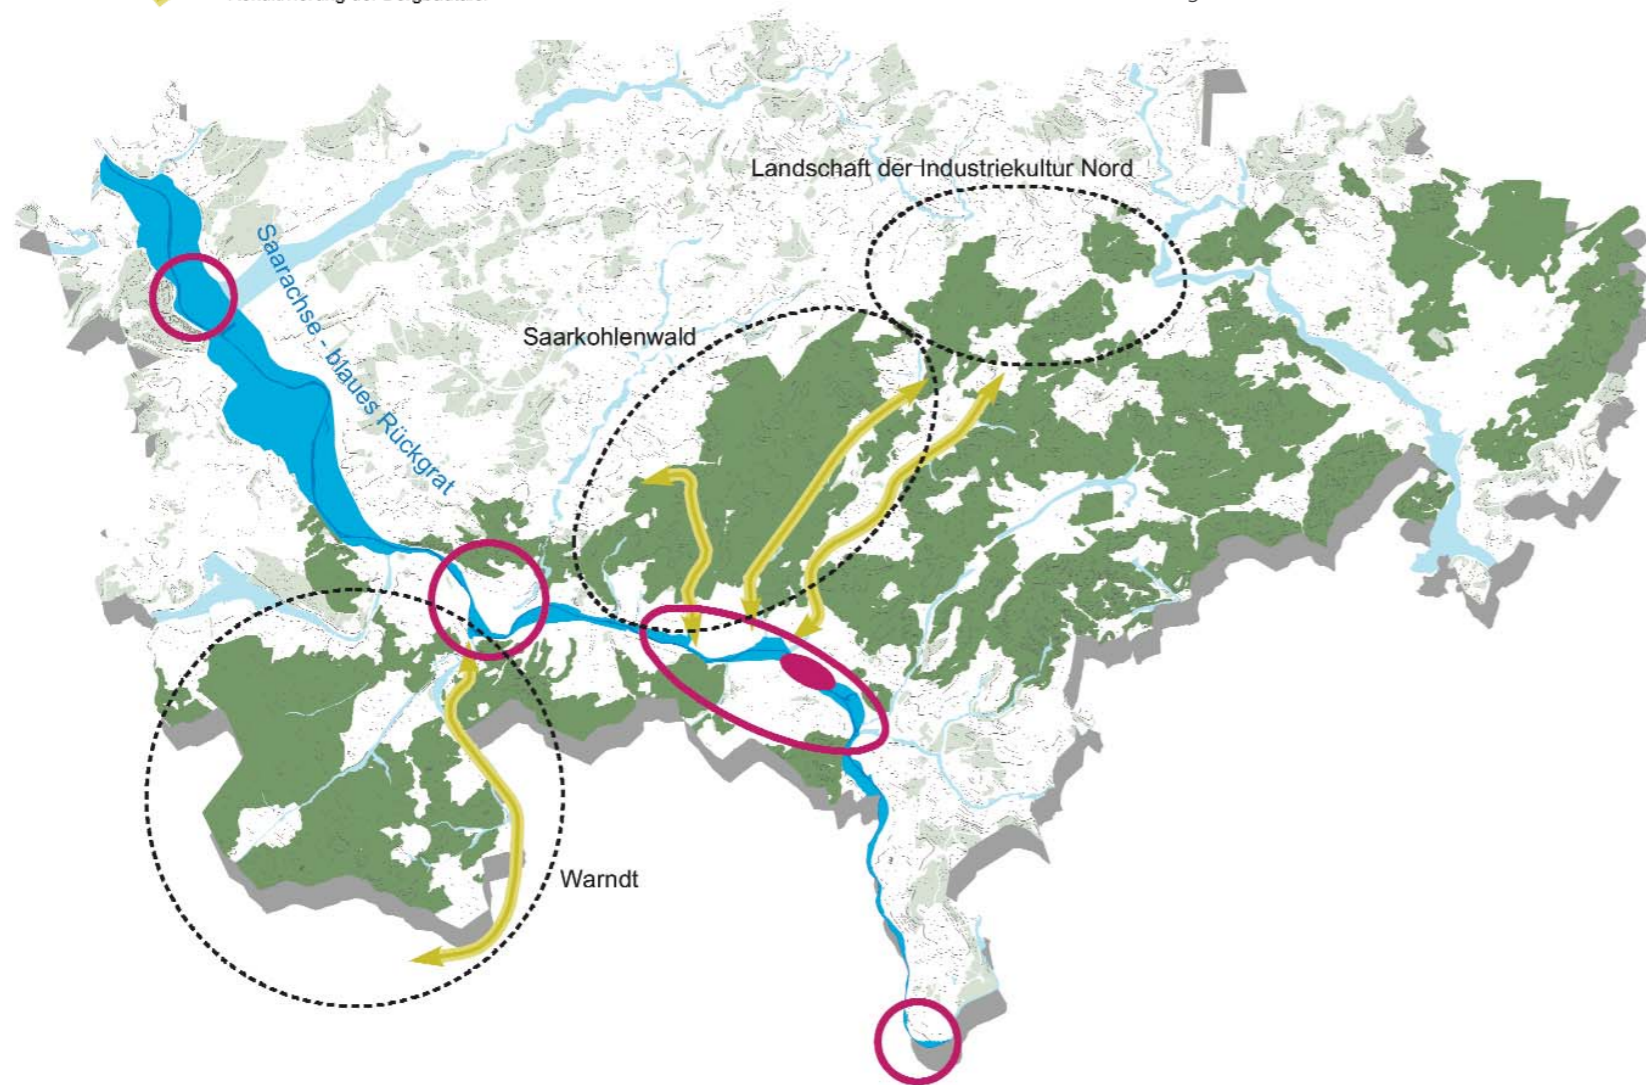 Landschaft der Industriekultur Nord
Saarachse - blaues Rückgrat
Saarkohlenwald
Warndt